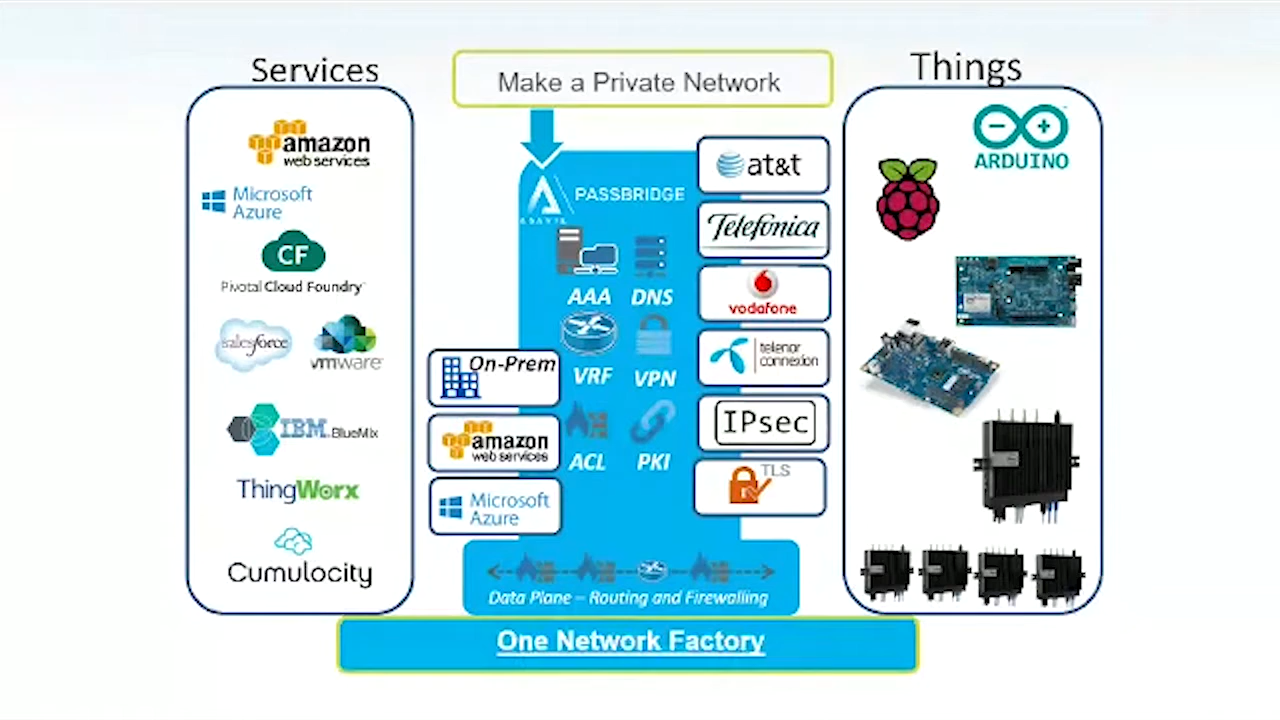 Services
Make a Private Network
Things
amazon
web services
Microsoft
Azure
CF
Pivotal Cloud Foundry
salesforce
vmware
IBM BlueMix
ThingWorx
Cumulocity
On-Prem
amazon
web services
Microsoft
Azure
ASAVIE
PASSBRIDGE
AAA
DNS
VRF
VPN
ACL
PKI
at&t
Telefónica
vodafone
telenor
connexion
IPsec
TLS
ARDUINO
Data Plane – Routing and Firewalling
One Network Factory